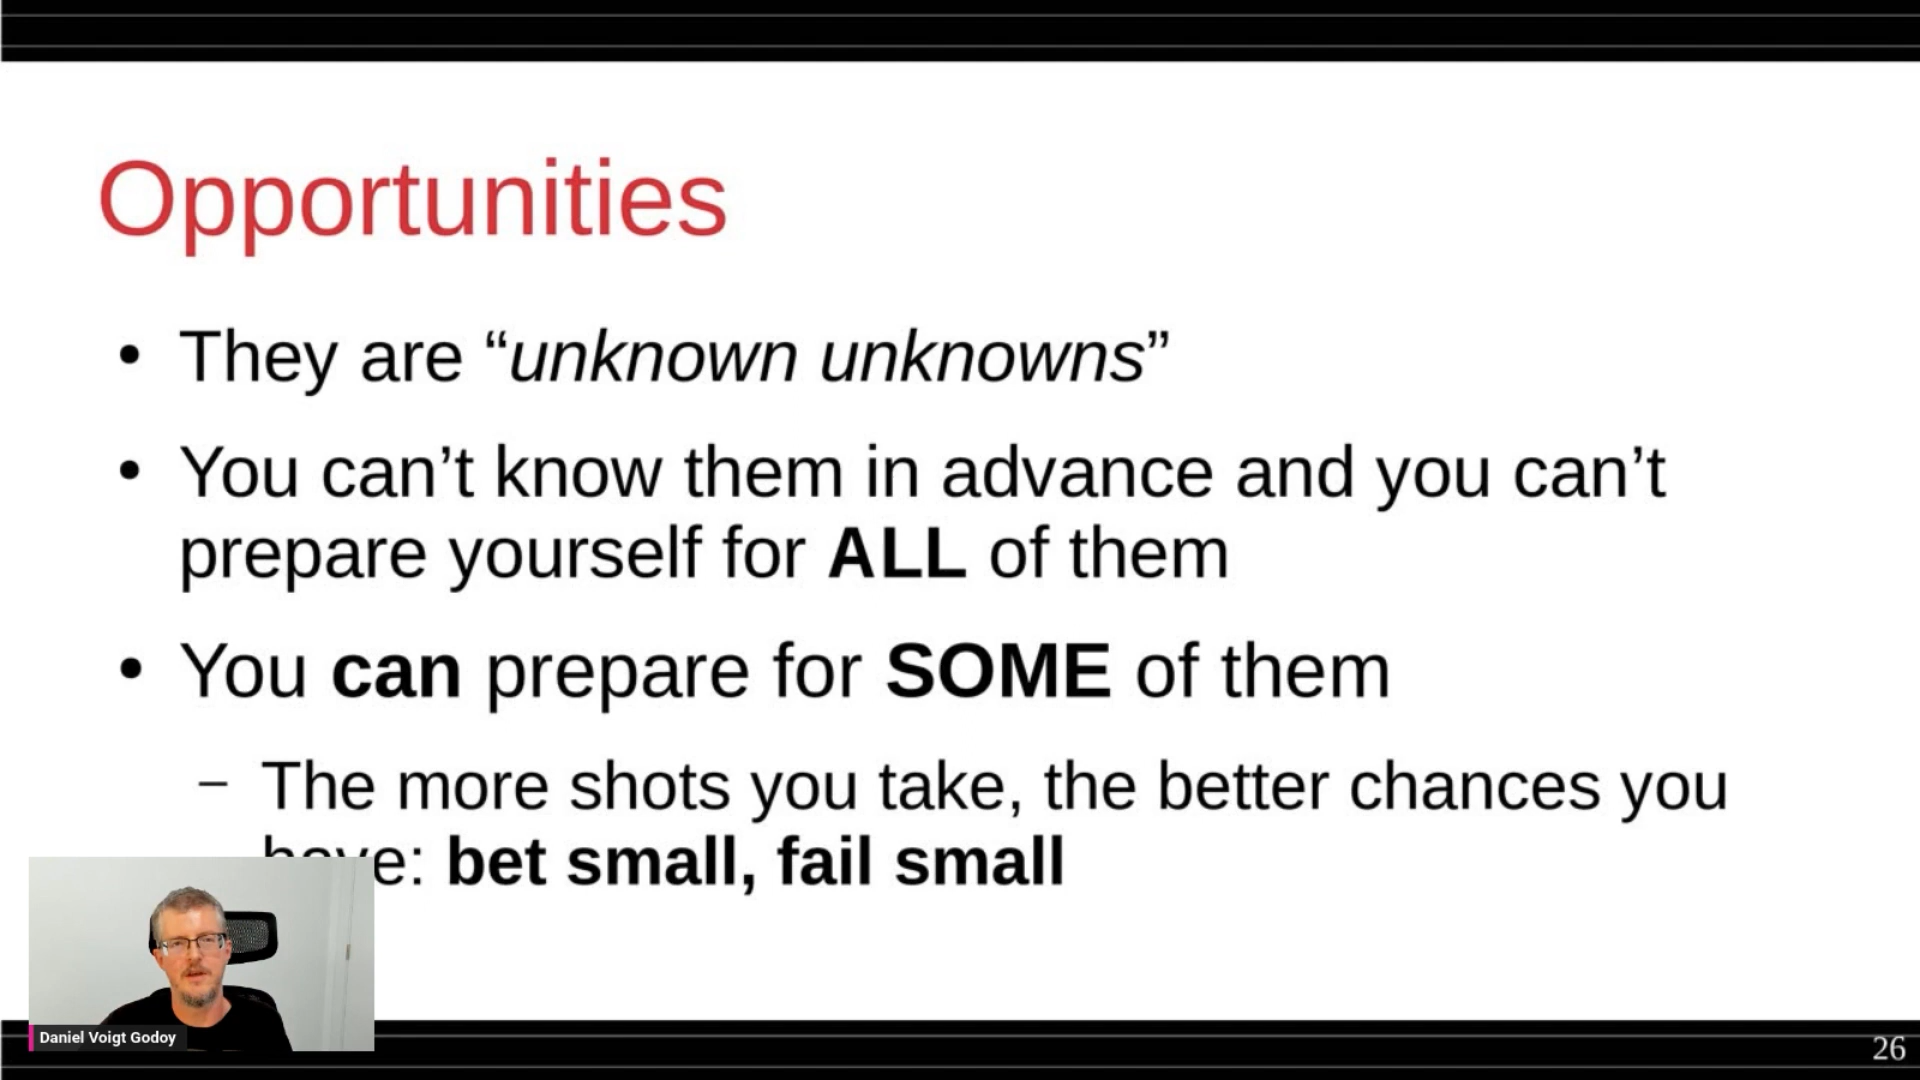 Opportunities
• They are “unknown unknowns”
• You can’t know them in advance and you can’t
prepare yourself for ALL of them
• You can prepare for SOME of them
– The more shots you take, the better chances you
have: bet small, fail small
Daniel Voigt Godoy
26